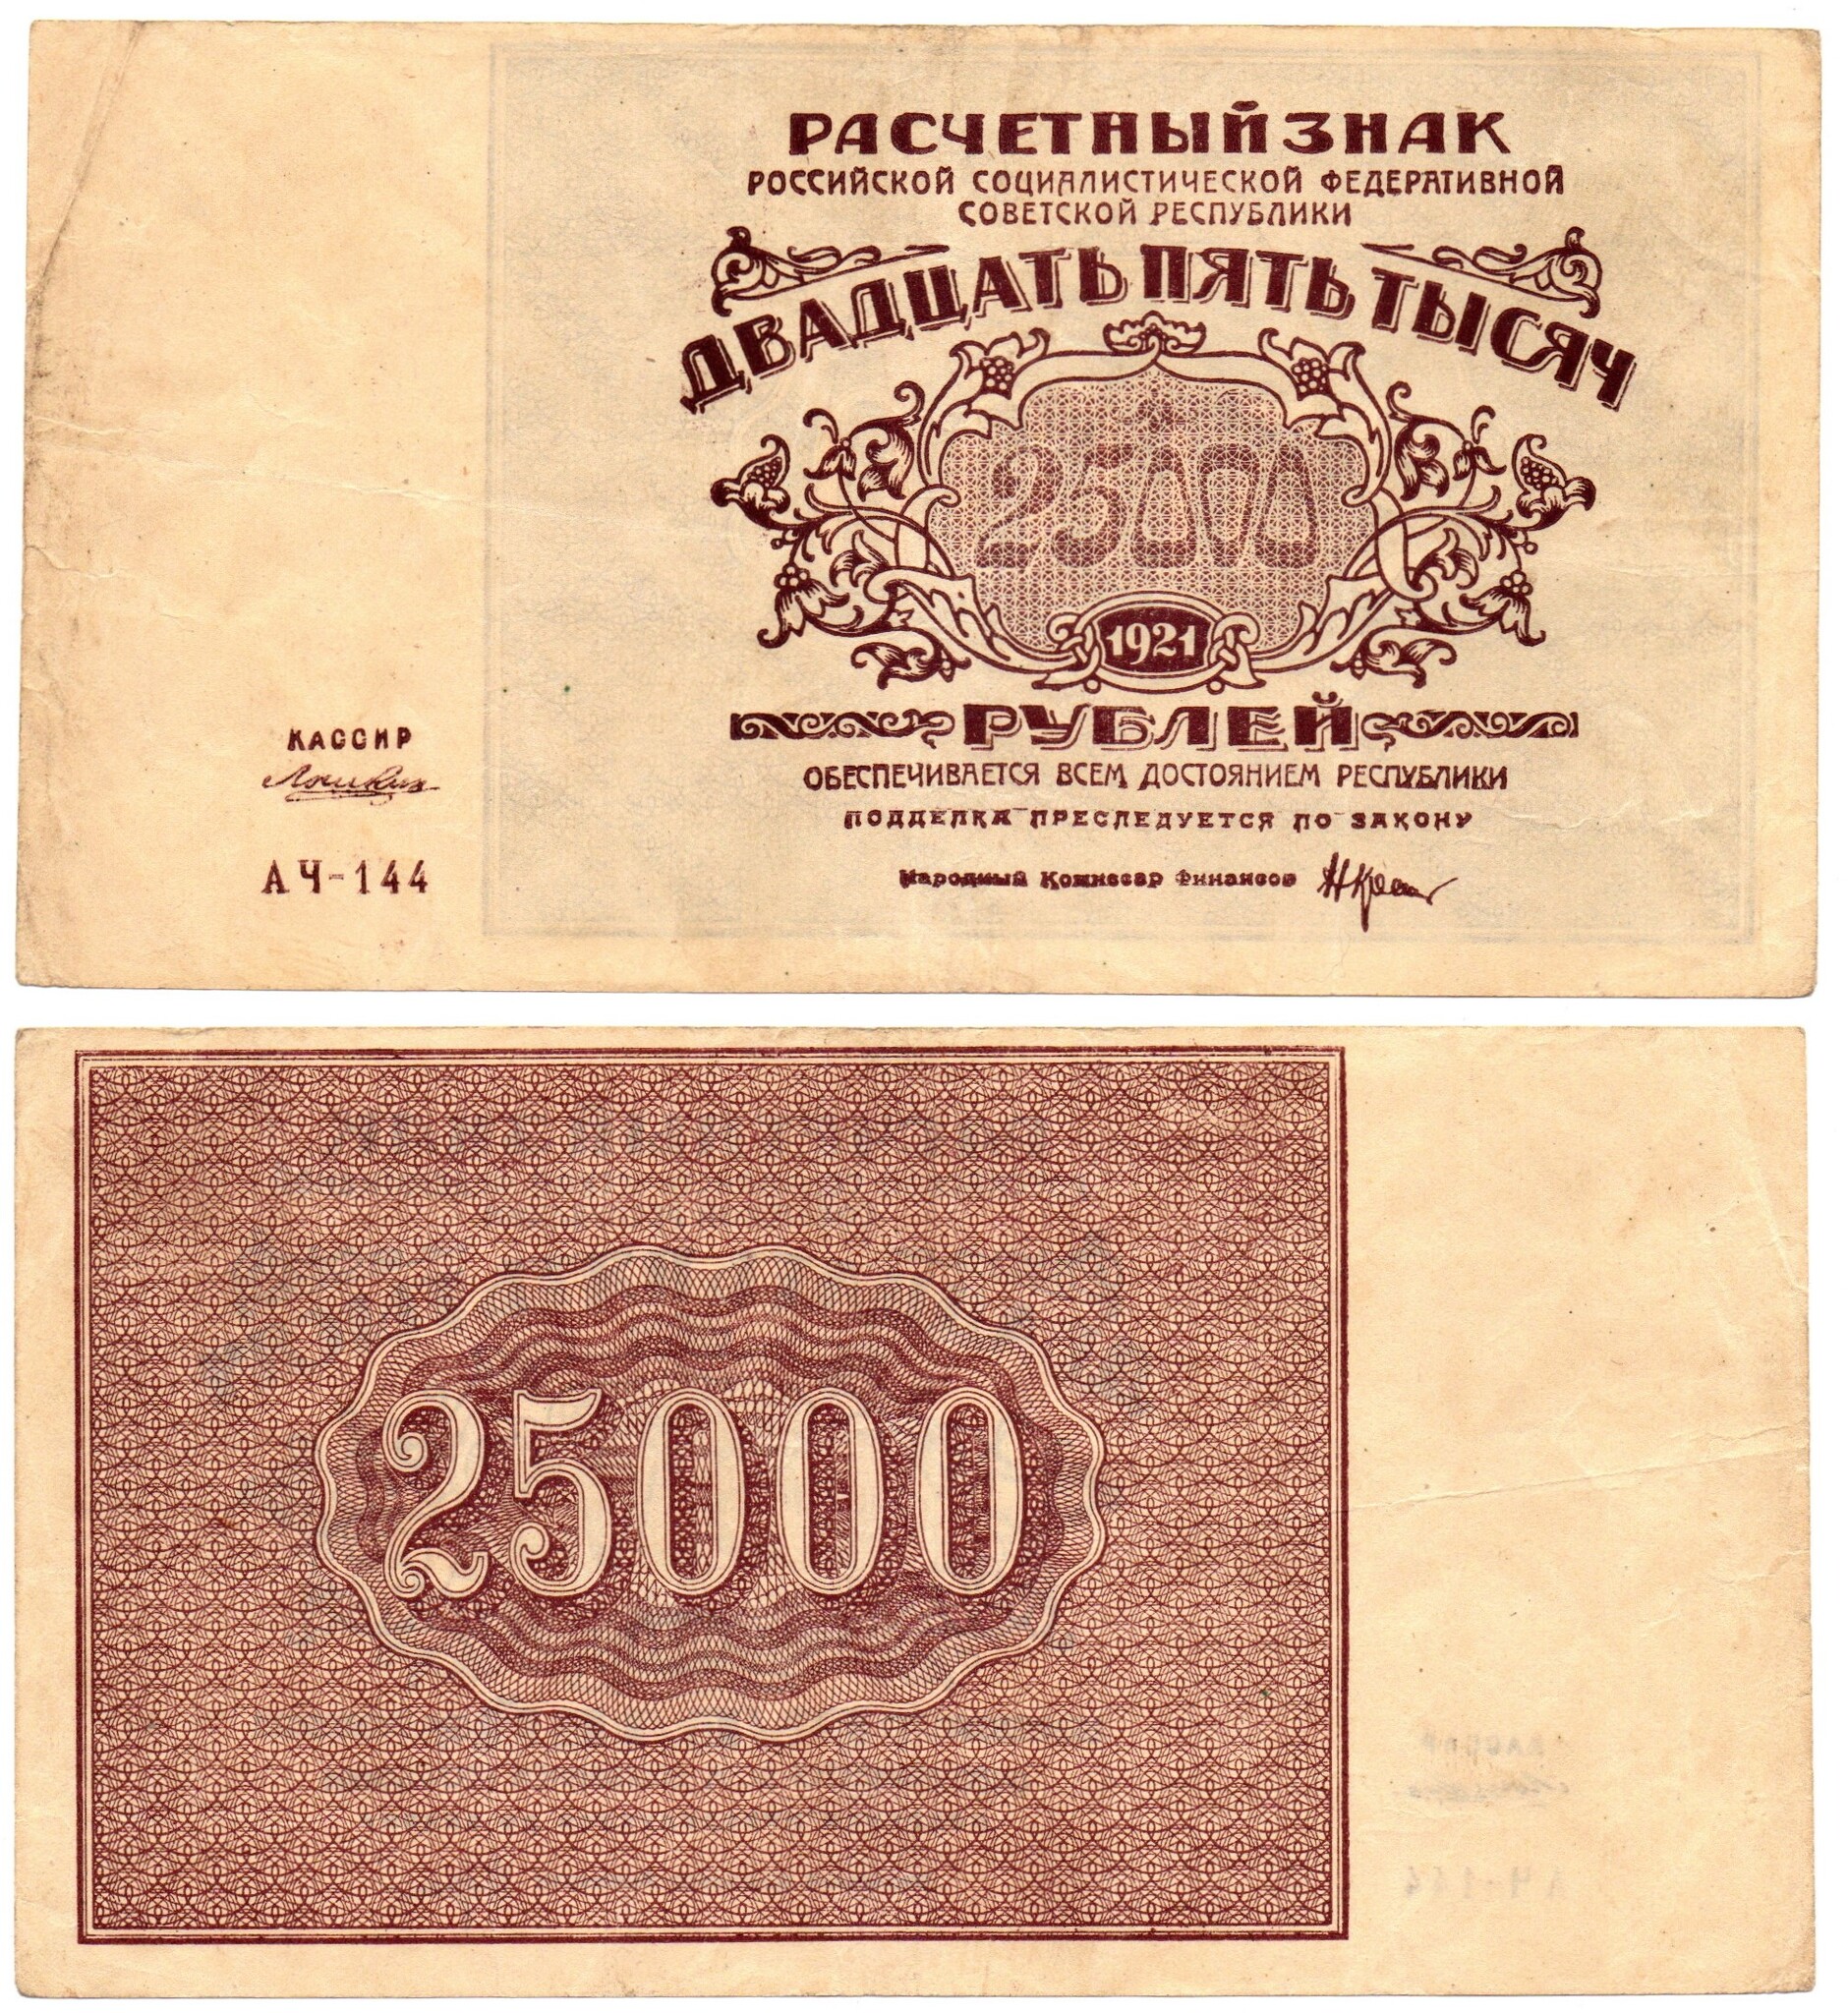 РАСЧЕТНЫЙ ЗНАК
РОССИЙСКОЙ СОЦИАЛИСТИЧЕСКОЙ ФЕДЕРАТИВНОЙ
СОВЕТСКОЙ РЕСПУБЛИКИ
ДВАДЦАТЬ ПЯТЬ ТЫСЯЧ
25000
1921
РУБЛЕЙ
ОБЕСПЕЧИВАЕТСЯ ВСЕМ ДОСТОЯНИЕМ РЕСПУБЛИКИ
ПОДДЕЛКА ПРЕСЛЕДУЕТСЯ ПО ЗАКОНУ
Народный Комиссар Финансов
КАССИР
АЧ-144
25000